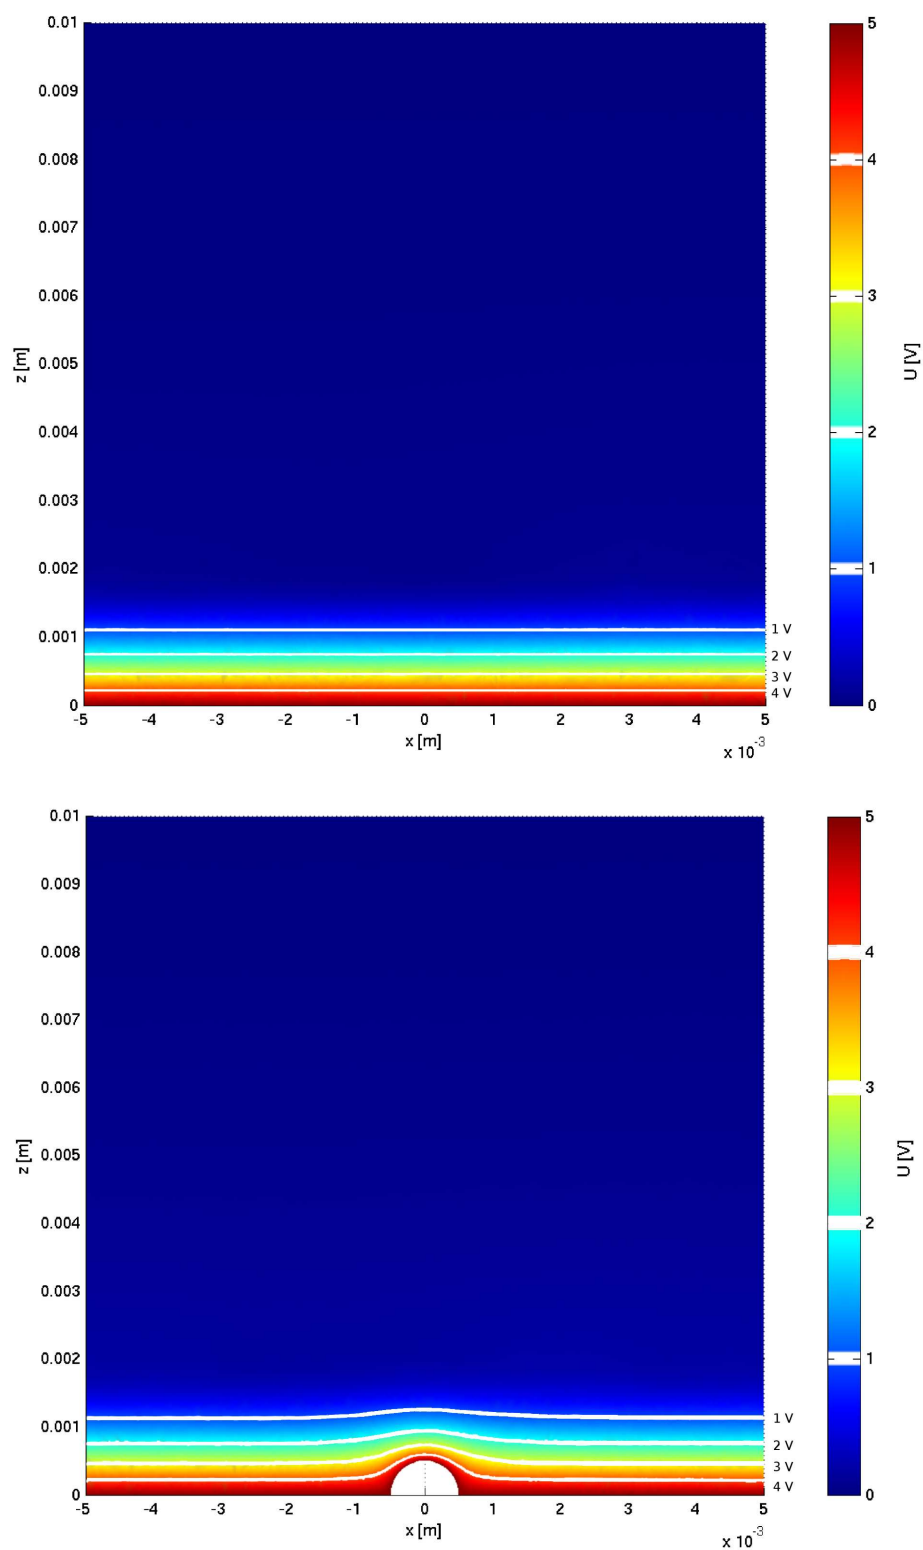 0.01
0.009
0.008
0.007
0.006
0.005
0.004
0.003
0.002
0.001
0
z [m]
-5 -4 -3 -2 -1 0 1 2 3 4 5
x [m]
x 10⁻³
1 V
2 V
3 V
4 V
5
4
3
2
1
0
U [V]
0.01
0.009
0.008
0.007
0.006
0.005
0.004
0.003
0.002
0.001
0
z [m]
-5 -4 -3 -2 -1 0 1 2 3 4 5
x [m]
x 10⁻³
1 V
2 V
3 V
4 V
5
4
3
2
1
0
U [V]